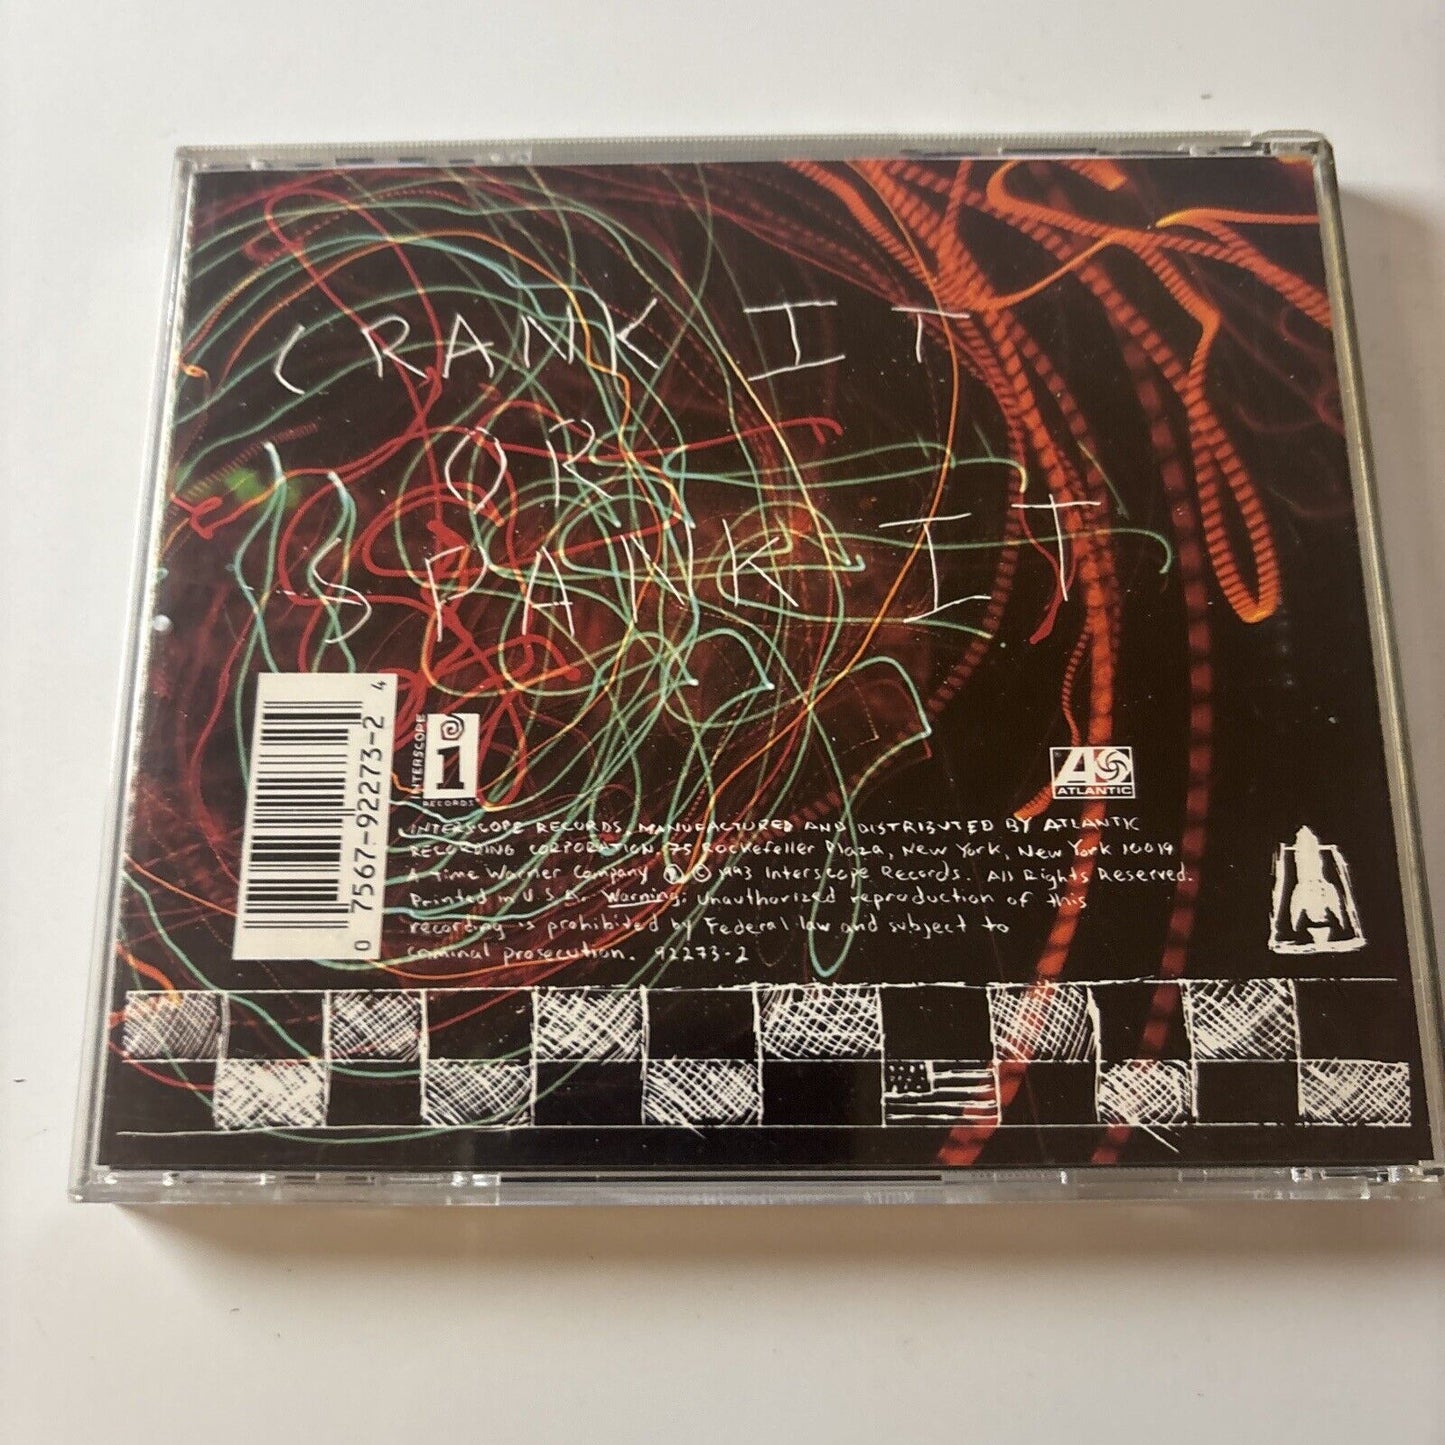 CRANK IT
OR
SPANK IT
0 7567-92273-2 4
INTERSCOPE
RECORDS
ATLANTIC
INTERSCOPE RECORDS. MANUFACTURED AND DISTRIBUTED BY ATLANTIC
RECORDING CORPORATION, 75 Rockefeller Plaza, New York, New York 10019
A Time Warner Company ℗ © 1993 Interscope Records. All Rights Reserved.
Printed in U.S.A. Warning: Unauthorized reproduction of this
recording is prohibited by Federal law and subject to
criminal prosecution. 92273-2